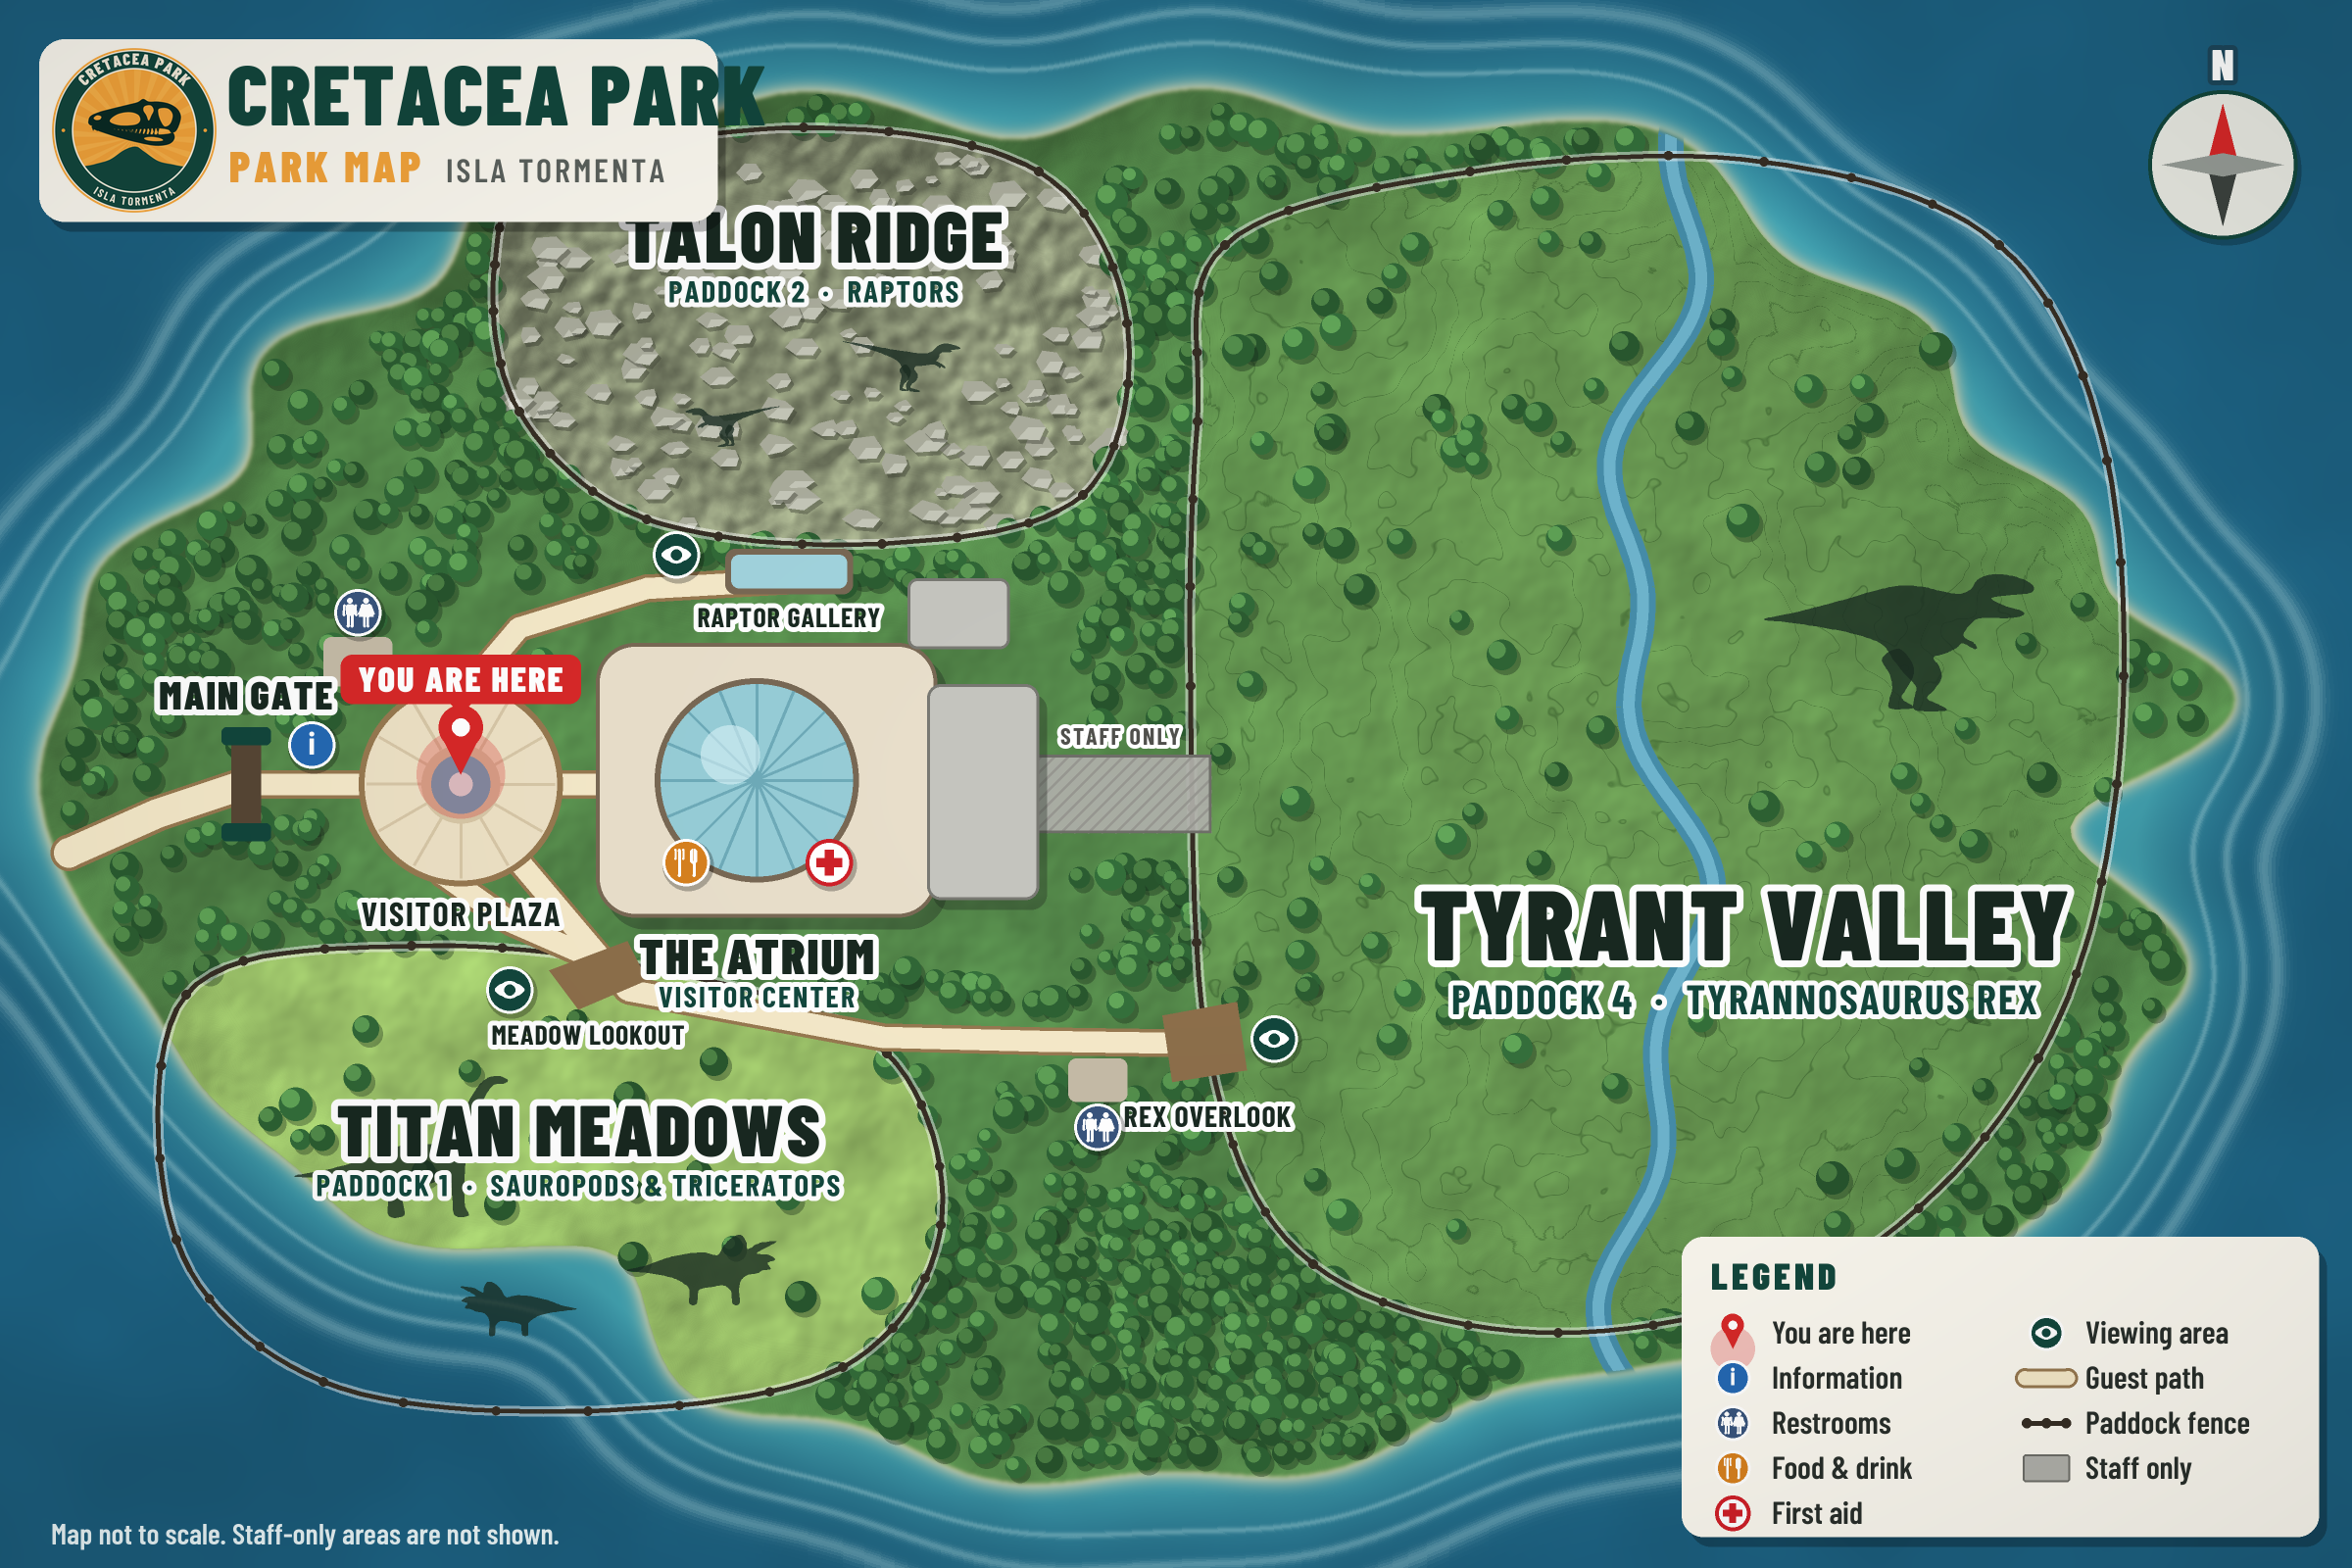 CRETACEA PARK
ISLA TORMENTA
CRETACEA PARK
PARK MAP ISLA TORMENTA
N
TALON RIDGE
PADDOCK 2 • RAPTORS
RAPTOR GALLERY
MAIN GATE
YOU ARE HERE
i
STAFF ONLY
VISITOR PLAZA
THE ATRIUM
VISITOR CENTER
MEADOW LOOKOUT
TYRANT VALLEY
PADDOCK 4 • TYRANNOSAURUS REX
REX OVERLOOK
TITAN MEADOWS
PADDOCK 1 • SAUROPODS & TRICERATOPS
LEGEND
You are here
i Information
Restrooms
Food & drink
First aid
Viewing area
Guest path
Paddock fence
Staff only
Map not to scale. Staff-only areas are not shown.